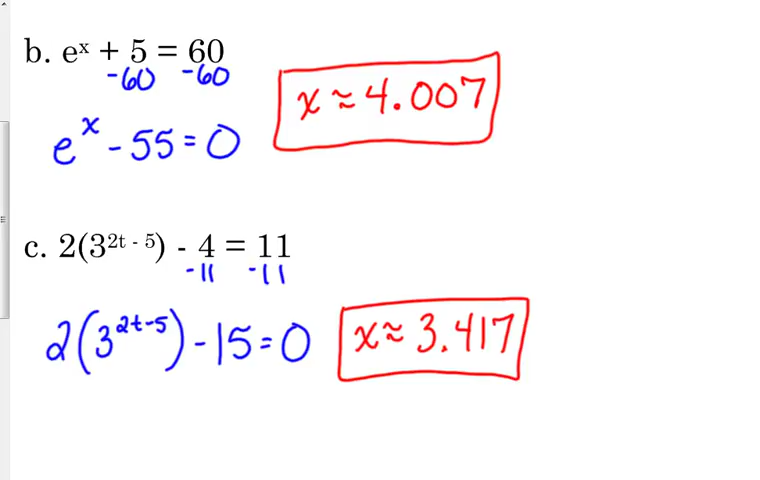 b. eˣ + 5 = 60
-60 -60
x ≈ 4.007
eˣ - 55 = 0
c. 2(3²ᵗ ⁻ ⁵) - 4 = 11
-11 -11
2(3²ᵗ⁻⁵) - 15 = 0
x ≈ 3.417